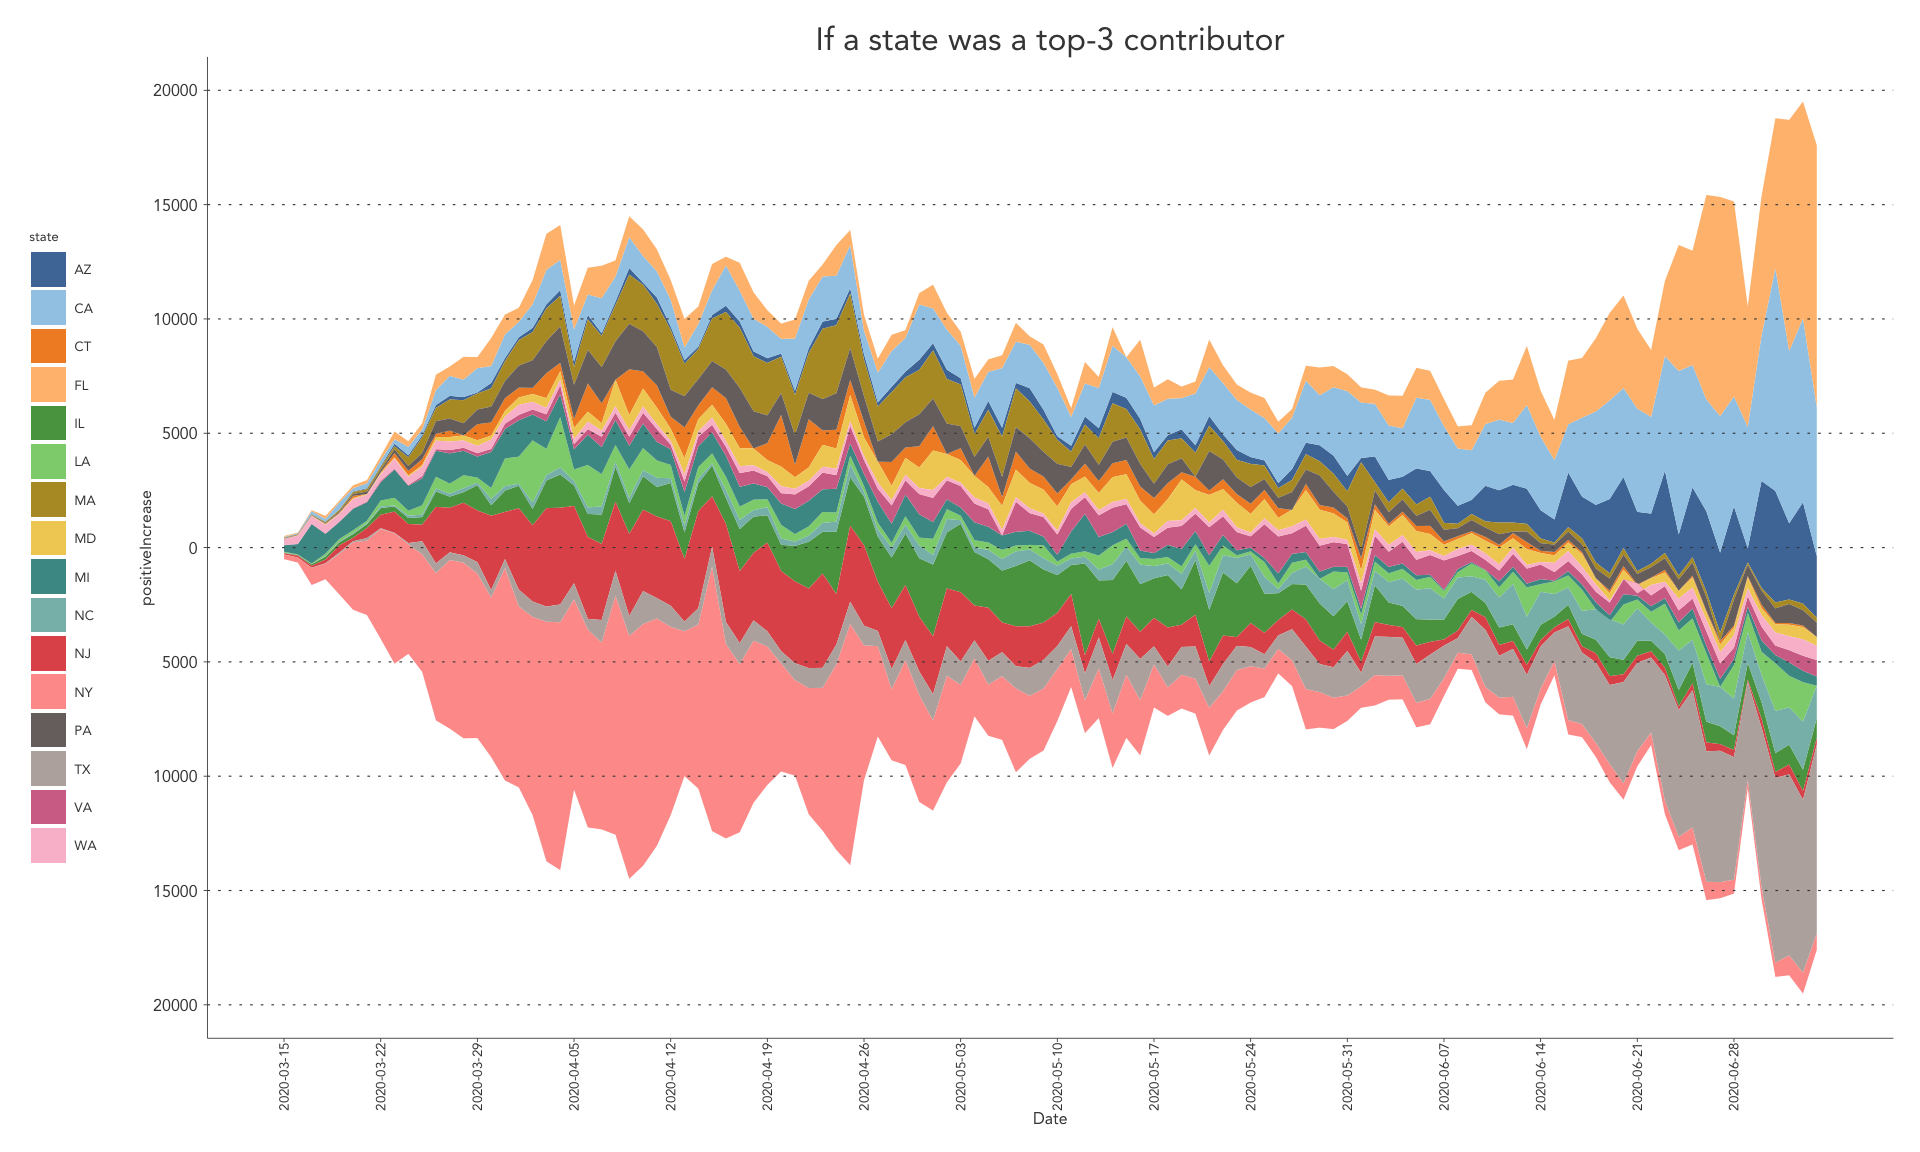 If a state was a top-3 contributor
state
AZ
CA
CT
FL
IL
LA
MA
MD
MI
NC
NJ
NY
PA
TX
VA
WA
positiveIncrease
20000
15000
10000
5000
0
5000
10000
15000
20000
2020-03-15
2020-03-22
2020-03-29
2020-04-05
2020-04-12
2020-04-19
2020-04-26
2020-05-03
2020-05-10
2020-05-17
2020-05-24
2020-05-31
2020-06-07
2020-06-14
2020-06-21
2020-06-28
Date